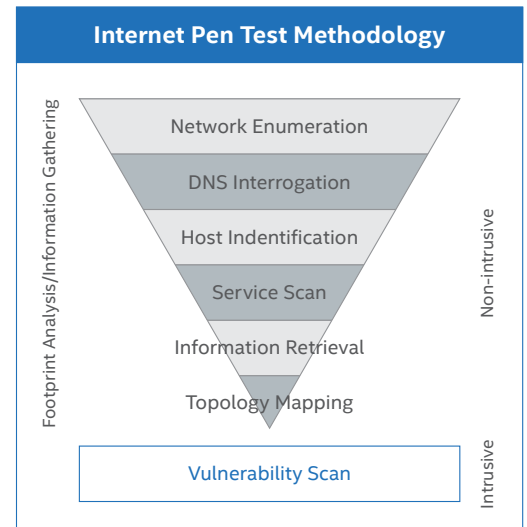 Internet Pen Test Methodology
Footprint Analysis/Information Gathering
Network Enumeration
DNS Interrogation
Host Indentification
Service Scan
Information Retrieval
Topology Mapping
Non-intrusive
Vulnerability Scan
Intrusive